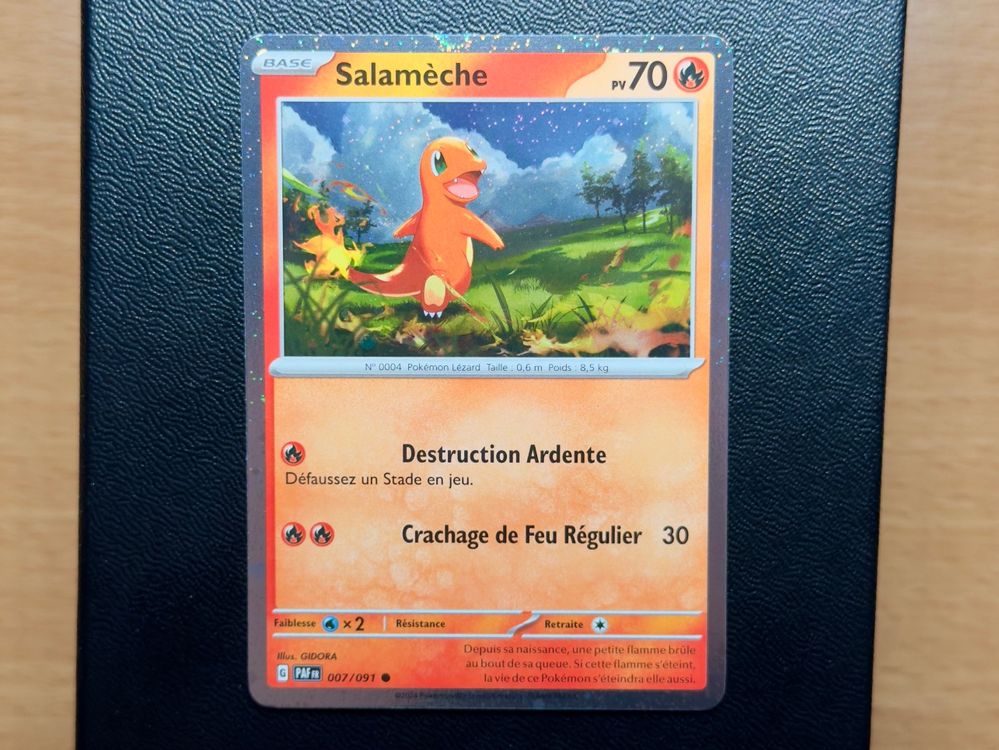 BASE
Salamèche
PV 70
N° 0004 Pokémon Lézard Taille : 0,6 m Poids : 8,5 kg
Destruction Ardente
Défaussez un Stade en jeu.
Crachage de Feu Régulier 30
Faiblesse ×2 Résistance Retraite
Illus. GIDORA
Depuis sa naissance, une petite flamme brûle
au bout de sa queue. Si cette flamme s'éteint,
la vie de ce Pokémon s'éteindra elle aussi.
G PAF FR 007/091